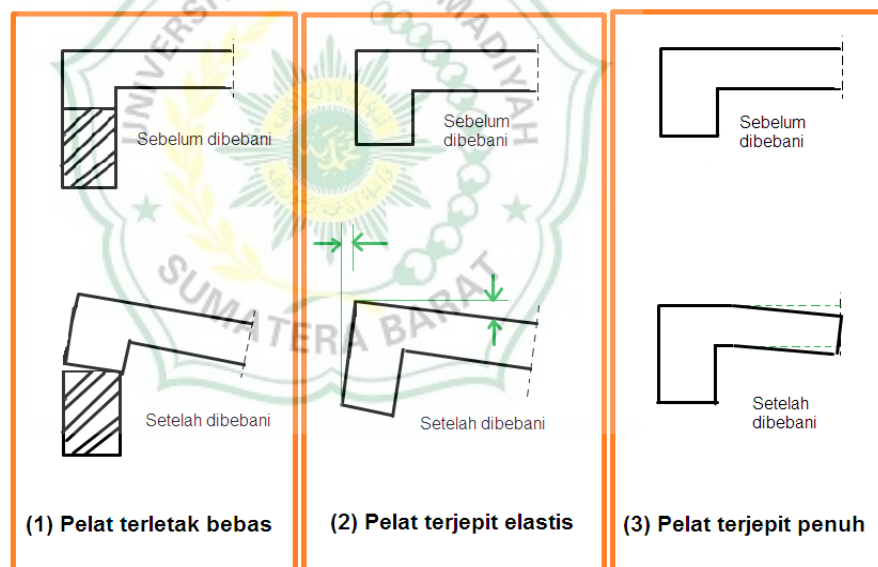 Sebelum dibebani
Setelah dibebani
(1) Pelat terletak bebas
Sebelum
dibebani
Setelah dibebani
(2) Pelat terjepit elastis
Sebelum
dibebani
Setelah
dibebani
(3) Pelat terjepit penuh
SUMATERA BARAT